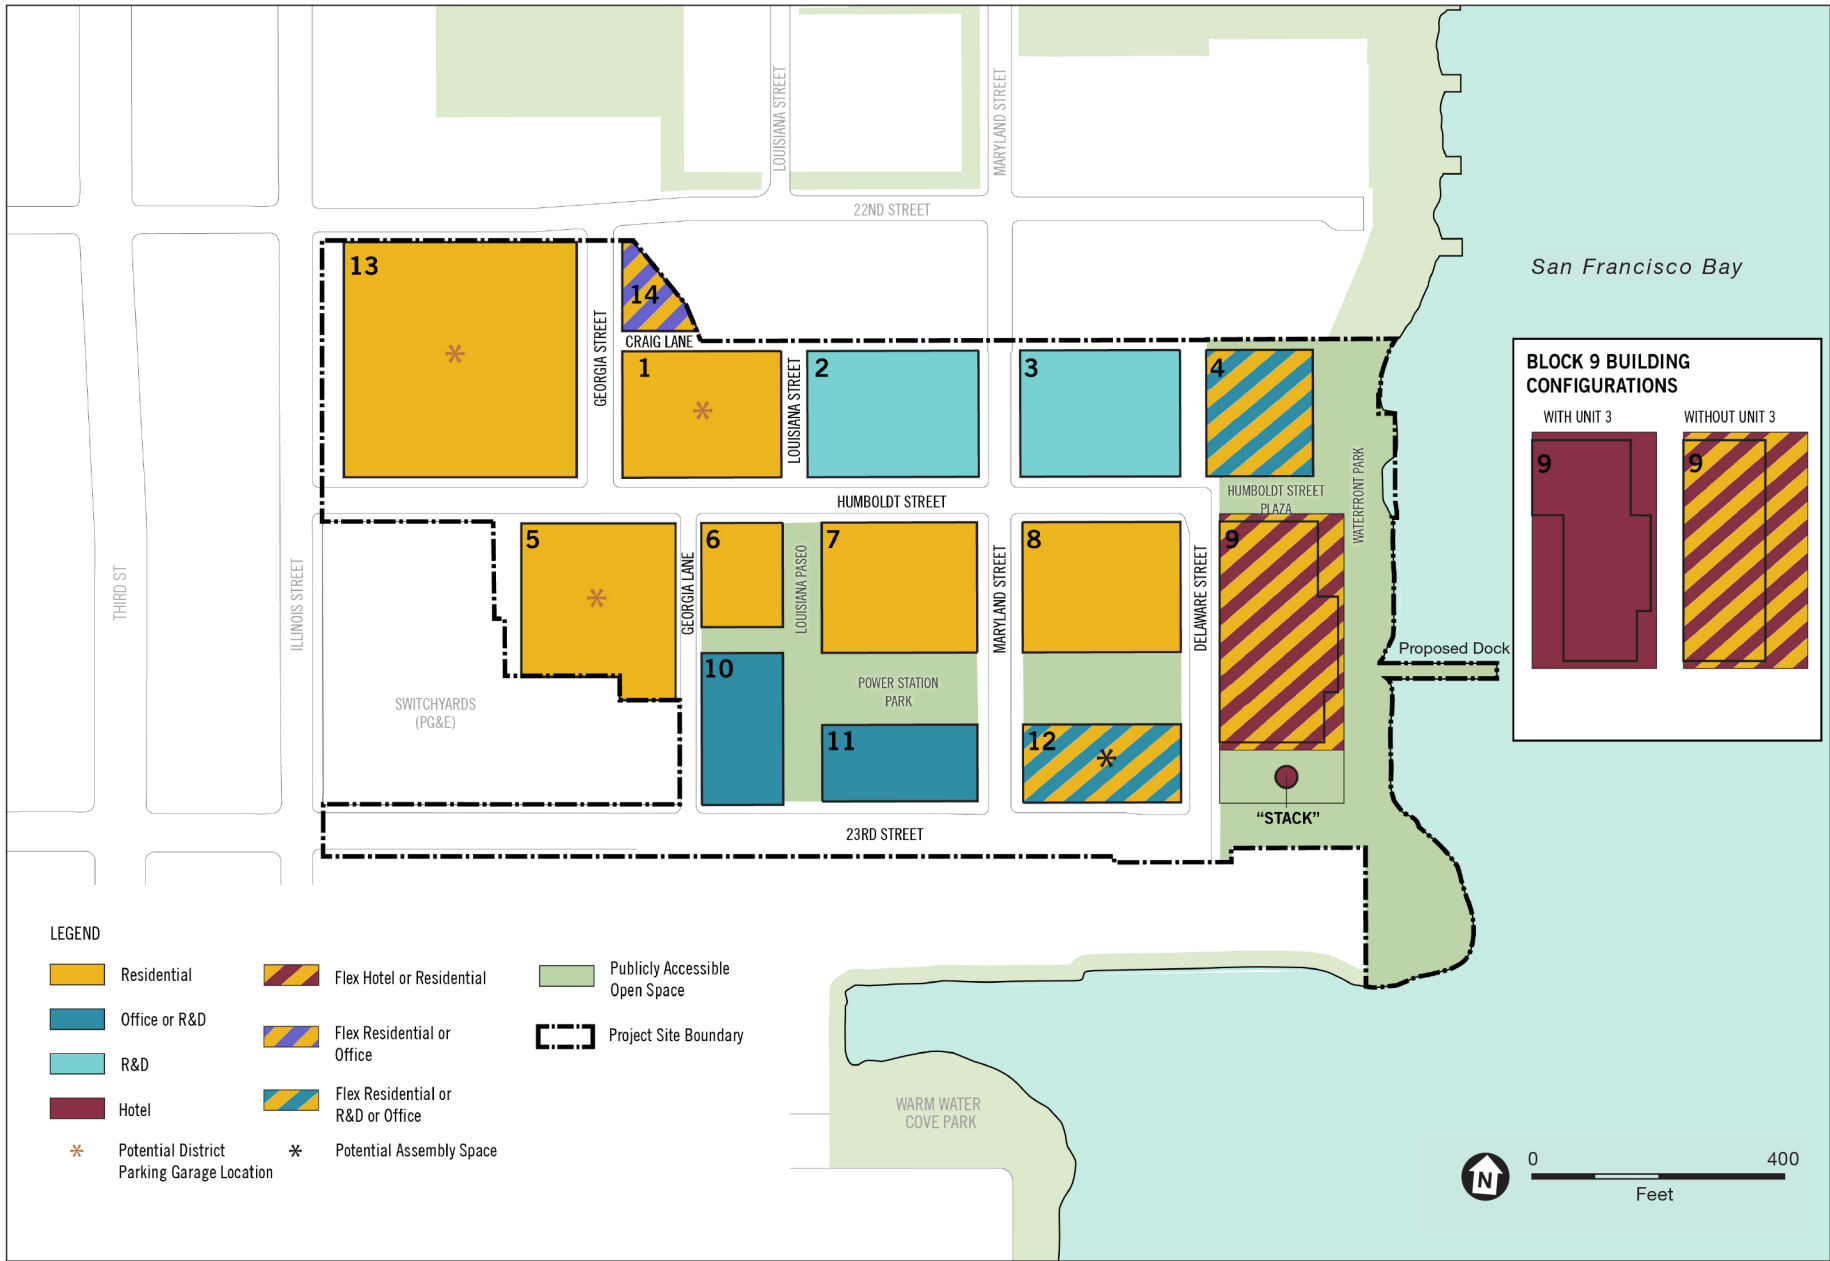 LOUISIANA STREET
MARYLAND STREET
22ND STREET
San Francisco Bay
13
14
GEORGIA STREET
CRAIG LANE
1
LOUISIANA STREET
2
3
4
HUMBOLDT STREET
HUMBOLDT STREET
PLAZA
WATERFRONT PARK
BLOCK 9 BUILDING
CONFIGURATIONS
WITH UNIT 3
WITHOUT UNIT 3
9
9
THIRD ST
ILLINOIS STREET
5
GEORGIA LANE
6
LOUISIANA PASEO
7
MARYLAND STREET
8
DELAWARE STREET
9
Proposed Dock
SWITCHYARDS
(PG&E)
10
POWER STATION
PARK
11
12
"STACK"
23RD STREET
LEGEND
Residential
Office or R&D
R&D
Hotel
Potential District
Parking Garage Location
Flex Hotel or Residential
Flex Residential or
Office
Flex Residential or
R&D or Office
Potential Assembly Space
Publicly Accessible
Open Space
Project Site Boundary
WARM WATER
COVE PARK
N
0
400
Feet